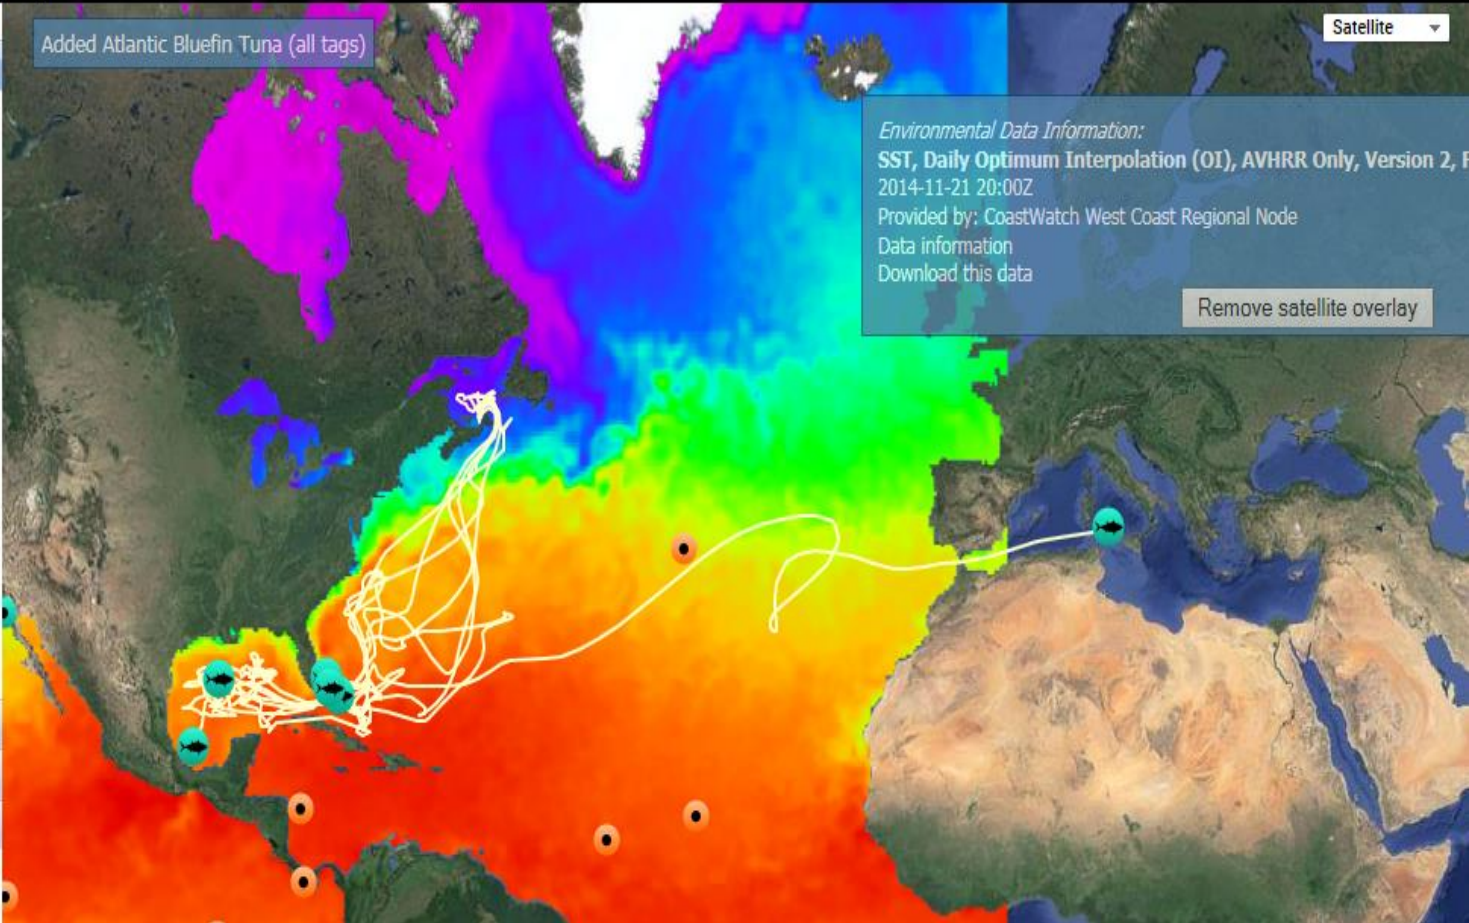 Added Atlantic Bluefin Tuna (all tags)
Satellite
Environmental Data Information:
SST, Daily Optimum Interpolation (OI), AVHRR Only, Version 2,
2014-11-21 20:00Z
Provided by: CoastWatch West Coast Regional Node
Data information
Download this data
Remove satellite overlay